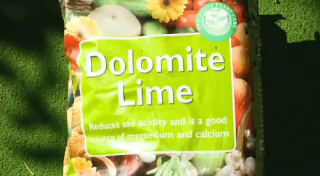 Dolomite
Lime
Reduces soil acidity and is a good
source of magnesium and calcium